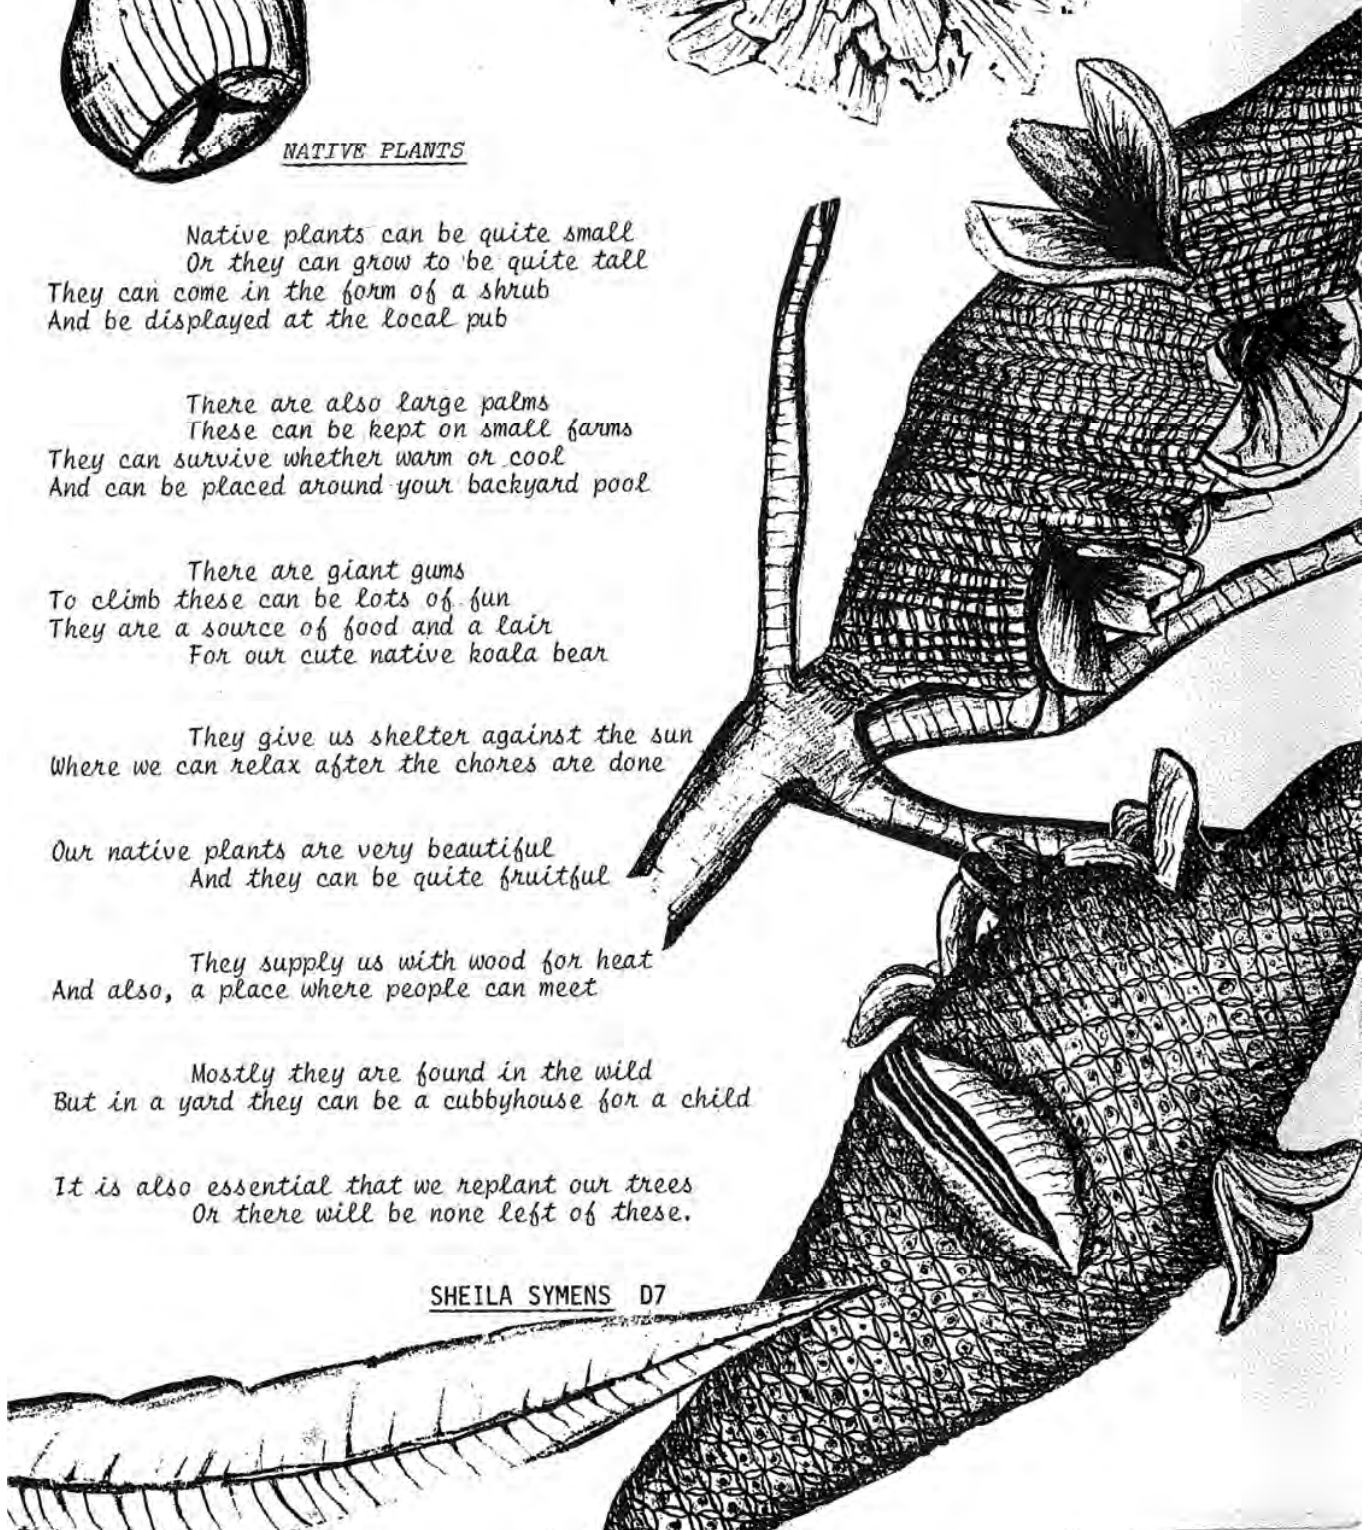 NATIVE PLANTS
Native plants can be quite small
Or they can grow to be quite tall
They can come in the form of a shrub
And be displayed at the local pub
There are also large palms
These can be kept on small farms
They can survive whether warm or cool
And can be placed around your backyard pool
There are giant gums
To climb these can be lots of fun
They are a source of food and a lair
For our cute native koala bear
They give us shelter against the sun
Where we can relax after the chores are done
Our native plants are very beautiful
And they can be quite fruitful
They supply us with wood for heat
And also, a place where people can meet
Mostly they are found in the wild
But in a yard they can be a cubbyhouse for a child
It is also essential that we replant our trees
Or there will be none left of these.
SHEILA SYMENS D7